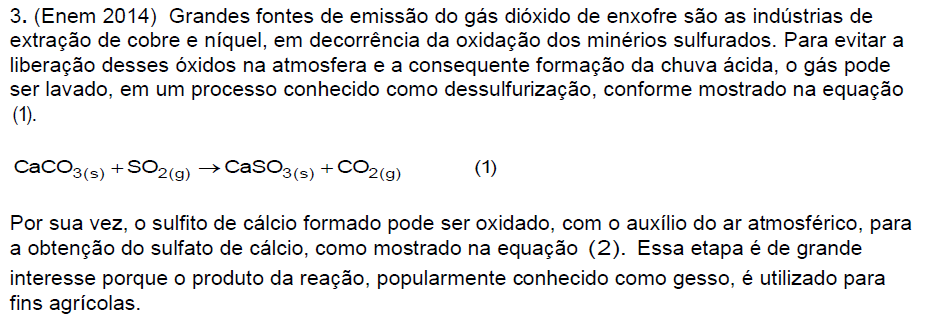 3. (Enem 2014)  Grandes fontes de emissão do gás dióxido de enxofre são as indústrias de
extração de cobre e níquel, em decorrência da oxidação dos minérios sulfurados. Para evitar a
liberação desses óxidos na atmosfera e a consequente formação da chuva ácida, o gás pode
ser lavado, em um processo conhecido como dessulfurização, conforme mostrado na equação
(1).
CaCO₃₍ₛ₎ + SO₂₍g₎ → CaSO₃₍ₛ₎ + CO₂₍g₎ (1)
Por sua vez, o sulfito de cálcio formado pode ser oxidado, com o auxílio do ar atmosférico, para
a obtenção do sulfato de cálcio, como mostrado na equação (2). Essa etapa é de grande
interesse porque o produto da reação, popularmente conhecido como gesso, é utilizado para
fins agrícolas.